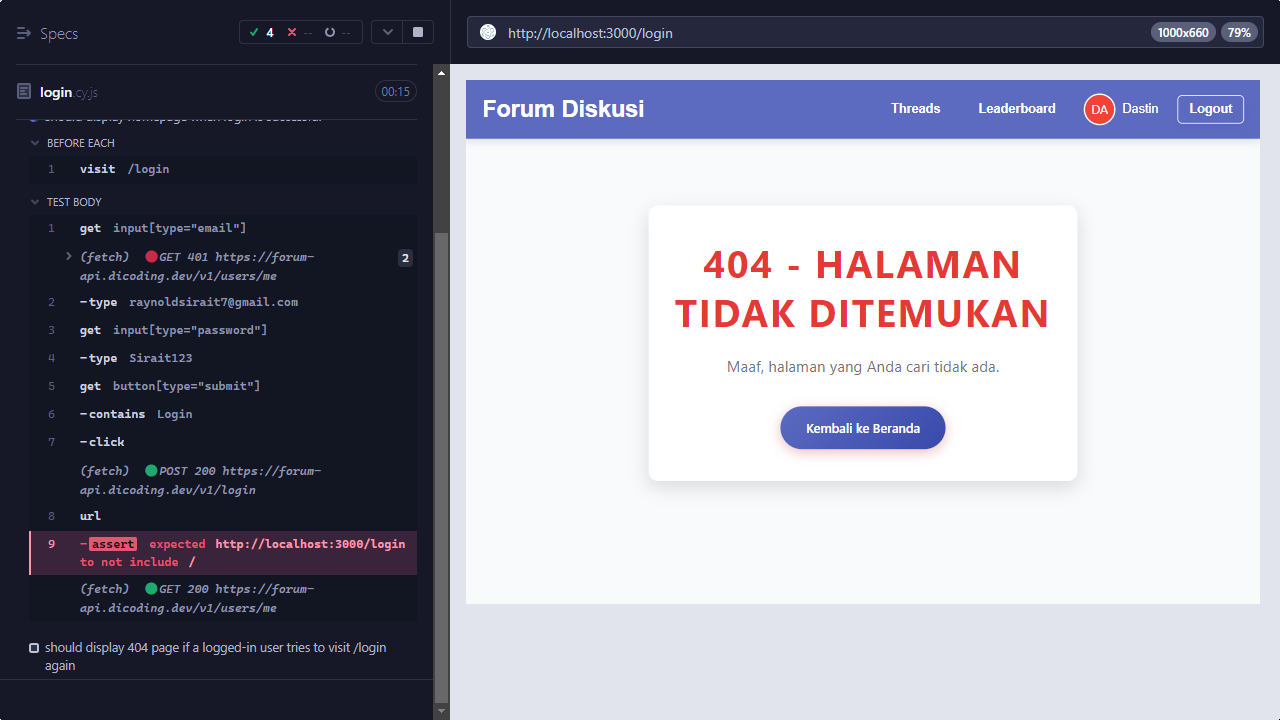 Specs
4
--
--
http://localhost:3000/login
1000x660
79%
login.cy.js
00:15
should display homepage when login is successful
BEFORE EACH
1 visit /login
TEST BODY
1 get input[type="email"]
(fetch) GET 401 https://forum-
api.dicoding.dev/v1/users/me
2
2 -type raynoldsirait7@gmail.com
3 get input[type="password"]
4 -type Sirait123
5 get button[type="submit"]
6 -contains Login
7 -click
(fetch) POST 200 https://forum-
api.dicoding.dev/v1/login
8 url
9 -assert expected http://localhost:3000/login
to not include /
(fetch) GET 200 https://forum-
api.dicoding.dev/v1/users/me
should display 404 page if a logged-in user tries to visit /login
again
Forum Diskusi
Threads
Leaderboard
DA
Dastin
Logout
404 - HALAMAN
TIDAK DITEMUKAN
Maaf, halaman yang Anda cari tidak ada.
Kembali ke Beranda